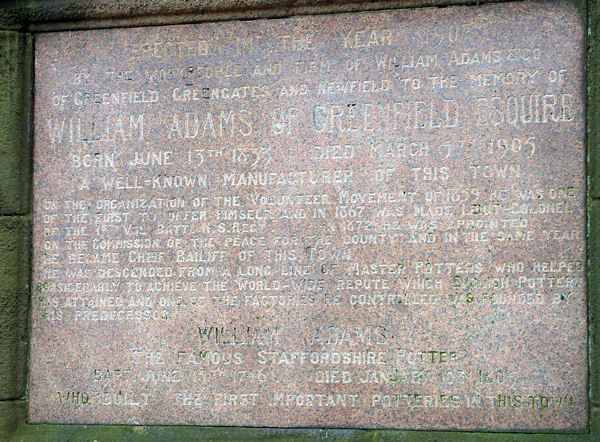 ERECTED IN THE YEAR 1907
BY THE WORKPEOPLE AND FIRM OF WILLIAM ADAMS & CO
OF GREENFIELD GREENGATES AND NEWFIELD TO THE MEMORY OF
WILLIAM ADAMS OF GREENFIELD ESQUIRE
BORN JUNE 13TH 1833 DIED MARCH 5TH 1905
A WELL-KNOWN MANUFACTURER OF THIS TOWN
ON THE ORGANIZATION OF THE VOLUNTEER MOVEMENT OF 1859 HE WAS ONE
OF THE FIRST TO OFFER HIMSELF AND IN 1867 WAS MADE LIEUT COLONEL
OF THE 1ST VOL BATT N.S.REG 1872 HE WAS APPOINTED
ON THE COMMISSION OF THE PEACE FOR THE COUNTY AND IN THE SAME YEAR
HE BECAME CHIEF BAILIFF OF THIS TOWN
HE WAS DESCENDED FROM A LONG LINE OF MASTER POTTERS WHO HELPED
CONSIDERABLY TO ACHIEVE THE WORLD-WIDE REPUTE WHICH ENGLISH POTTERY
HAS ATTAINED AND ONE OF THE FACTORIES HE CONTROLLED WAS FOUNDED BY
HIS PREDECESSOR
WILLIAM ADAMS
THE FAMOUS STAFFORDSHIRE POTTER
BAPT JUNE 1746 DIED JANUARY 1805
WHO BUILT THE FIRST IMPORTANT POTTERIES IN THIS TOWN